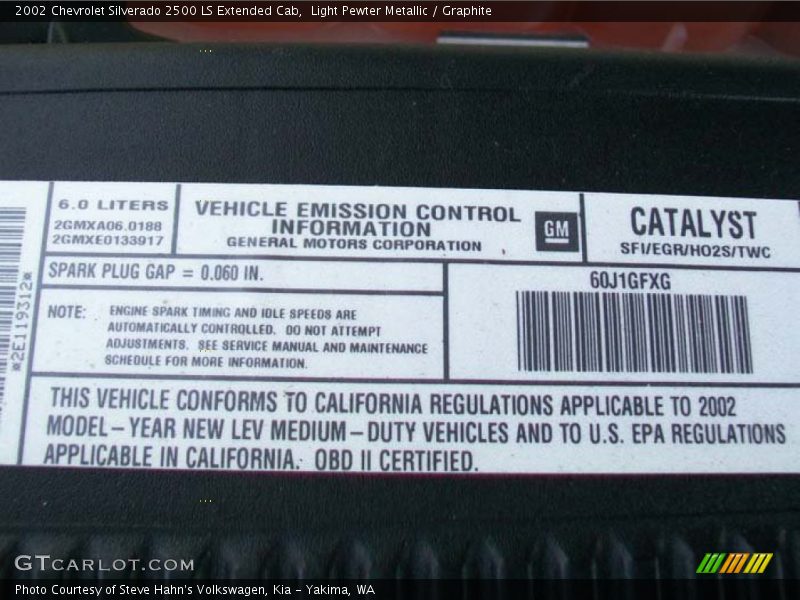 2002 Chevrolet Silverado 2500 LS Extended Cab,  Light Pewter Metallic / Graphite
*2E119312*
6.0 LITERS
2GMXA06.0188
2GMXE0133917
VEHICLE EMISSION CONTROL
INFORMATION
GENERAL MOTORS CORPORATION
GM
CATALYST
SFI/EGR/HO2S/TWC
SPARK PLUG GAP = 0.060 IN.
60J1GFXG
NOTE: ENGINE SPARK TIMING AND IDLE SPEEDS ARE
AUTOMATICALLY CONTROLLED. DO NOT ATTEMPT
ADJUSTMENTS. SEE SERVICE MANUAL AND MAINTENANCE
SCHEDULE FOR MORE INFORMATION.
THIS VEHICLE CONFORMS TO CALIFORNIA REGULATIONS APPLICABLE TO 2002
MODEL-YEAR NEW LEV MEDIUM-DUTY VEHICLES AND TO U.S. EPA REGULATIONS
APPLICABLE IN CALIFORNIA. OBD II CERTIFIED.
GTCARLOT.COM
Photo Courtesy of Steve Hahn's Volkswagen, Kia - Yakima, WA